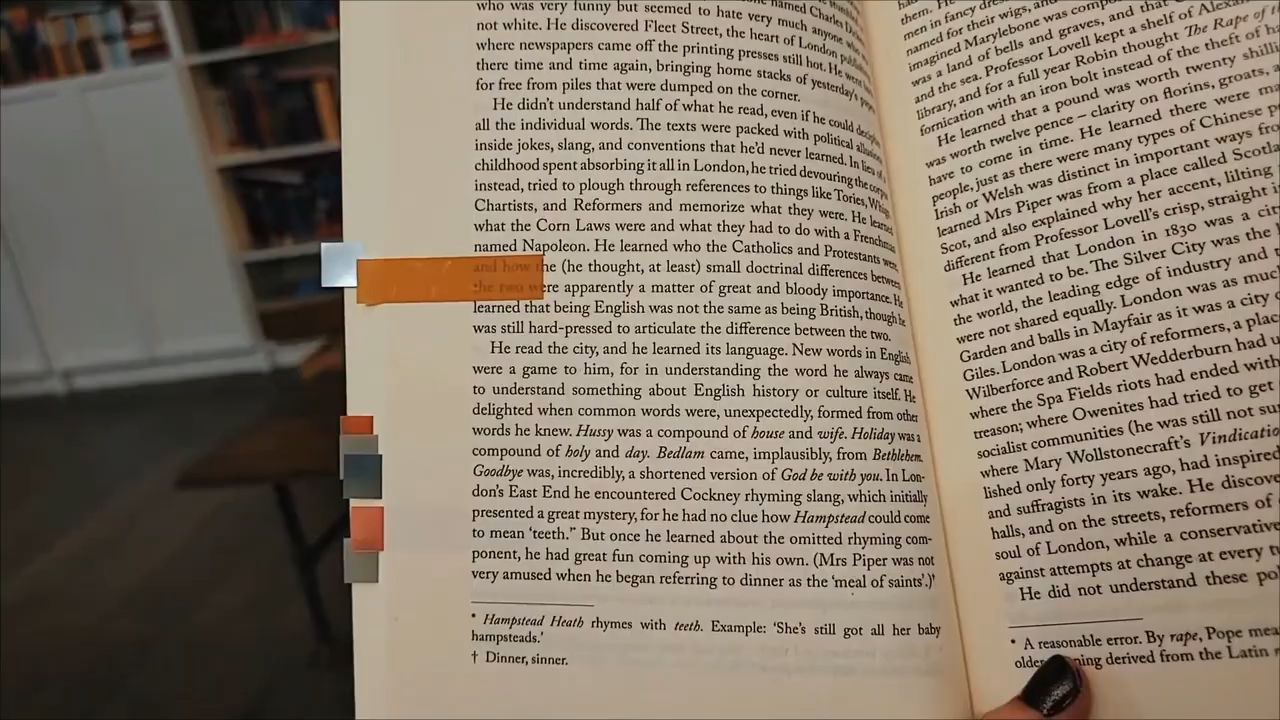 who was very funny but seemed to hate very much anyone who
not white. He discovered Fleet Street, the heart of London
where newspapers came off the printing presses still hot. He
there time and time again, bringing home stacks of yesterday's
for free from piles that were dumped on the corner.
He didn't understand half of what he read, even if he could
all the individual words. The texts were packed with political
inside jokes, slang, and conventions that he'd never learned. In lieu of
childhood spent absorbing it all in London, he tried devouring the
instead, tried to plough through references to things like Tories,
Chartists, and Reformers and memorize what they were. He learned
what the Corn Laws were and what they had to do with a Frenchman
named Napoleon. He learned who the Catholics and Protestants were,
and how the (he thought, at least) small doctrinal differences between
the two were apparently a matter of great and bloody importance. He
learned that being English was not the same as being British, though he
was still hard-pressed to articulate the difference between the two.
He read the city, and he learned its language. New words in English
were a game to him, for in understanding the word he always came
to understand something about English history or culture itself. He
delighted when common words were, unexpectedly, formed from other
words he knew. Hussy was a compound of house and wife. Holiday was a
compound of holy and day. Bedlam came, implausibly, from Bethlehem.
Goodbye was, incredibly, a shortened version of God be with you. In Lon-
don's East End he encountered Cockney rhyming slang, which initially
presented a great mystery, for he had no clue how Hampstead could come
to mean 'teeth.'* But once he learned about the omitted rhyming com-
ponent, he had great fun coming up with his own. (Mrs Piper was not
very amused when he began referring to dinner as the 'meal of saints'.)†
* Hampstead Heath rhymes with teeth. Example: 'She's still got all her baby
hampsteads.'
† Dinner, sinner.
them. He
men in fancy
named for their wigs, and
imagined Marylebone was
was a land of bells and graves, and that
and the sea. Professor Lovell kept a shelf of
library, and for a full year Robin thought The Rape of
fornication with an iron bolt instead of the theft of
He learned that a pound was worth twenty
was worth twelve pence – clarity on florins, groats,
have to come in time. He learned there were
people, just as there were many types of Chinese
Irish or Welsh was distinct in important ways
learned Mrs Piper was from a place called
Scot, and also explained why her accent, lilting
different from Professor Lovell's crisp, straight
He learned that London in 1830 was a
what it wanted to be. The Silver City was the
the world, the leading edge of industry and
were not shared equally. London was as much
Garden and balls in Mayfair as it was a city
Giles. London was a city of reformers, a
Wilberforce and Robert Wedderburn had
where the Spa Fields riots had ended with
treason; where Owenites had tried to get
socialist communities (he was still not
where Mary Wollstonecraft's
lished only forty years ago, had inspired
and suffragists in its wake. He
halls, and on the streets, reformers of
soul of London, while a conservative
against attempts at change at every
He did not understand these
* A reasonable error. By rape, Pope
derived from the Latin